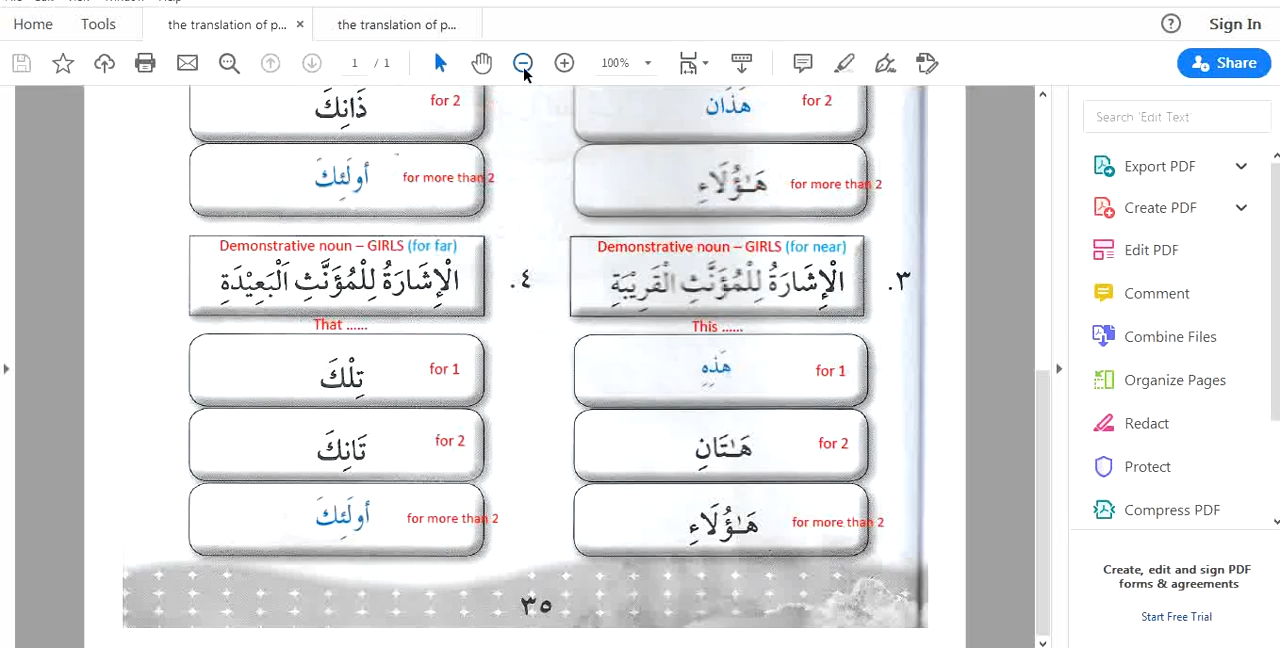 Home Tools the translation of p... × the translation of p... ? Sign In
1 / 1 100% Share
Search 'Edit Text'
Export PDF
Create PDF
Edit PDF
Comment
Combine Files
Organize Pages
Redact
Protect
Compress PDF
Create, edit and sign PDF
forms & agreements
Start Free Trial
هَذَان for 2
ذَانِكَ for 2
هَـٰؤُلَاءِ for more than 2
أولَئِكَ for more than 2
Demonstrative noun – GIRLS (for near)
٣. الْإِشَارَةُ لِلْمُؤَنَّثِ الْقَرِيْبَةِ
This ......
هَذِهِ for 1
هَـٰتَانِ for 2
هَـٰؤُلَاءِ for more than 2
Demonstrative noun – GIRLS (for far)
٤. الْإِشَارَةُ لِلْمُؤَنَّثِ اَلْبَعِيْدَةِ
That ......
تِلْكَ for 1
تَانِكَ for 2
أولَئِكَ for more than 2
٣٥